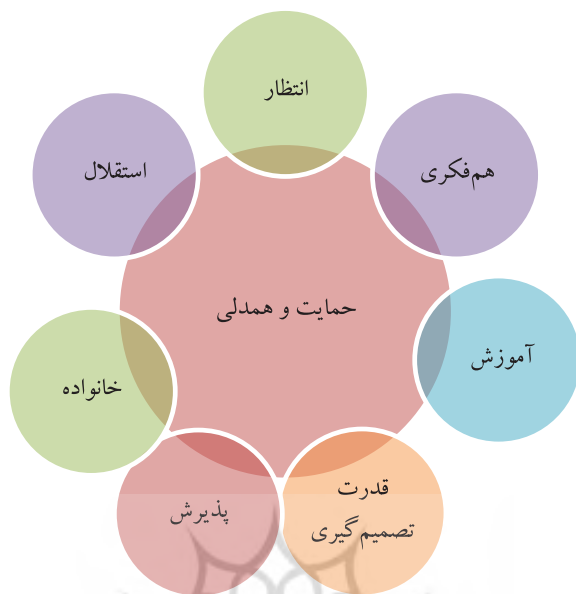 انتظار
هم‌فکری
استقلال
حمایت و همدلی
آموزش
خانواده
قدرت
تصمیم‌گیری
پذیرش